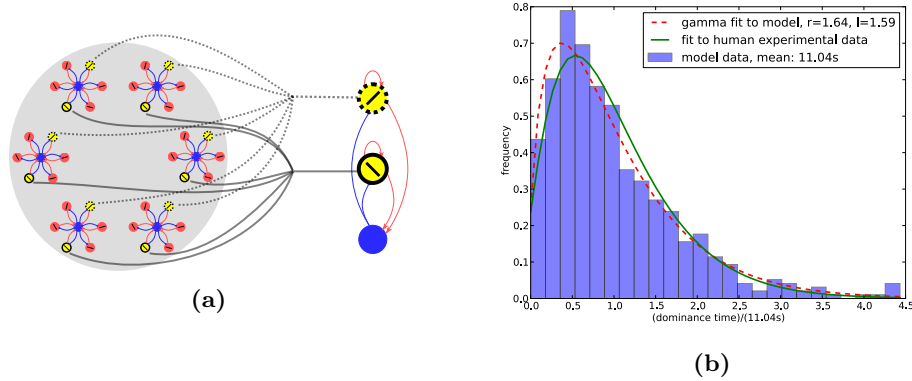 (a)
gamma fit to model, r=1.64, l=1.59
fit to human experimental data
model data, mean: 11.04s
frequency
0.8
0.7
0.6
0.5
0.4
0.3
0.2
0.1
0.0
0.0 0.5 1.0 1.5 2.0 2.5 3.0 3.5 4.0 4.5
(dominance time)/(11.04s)
(b)